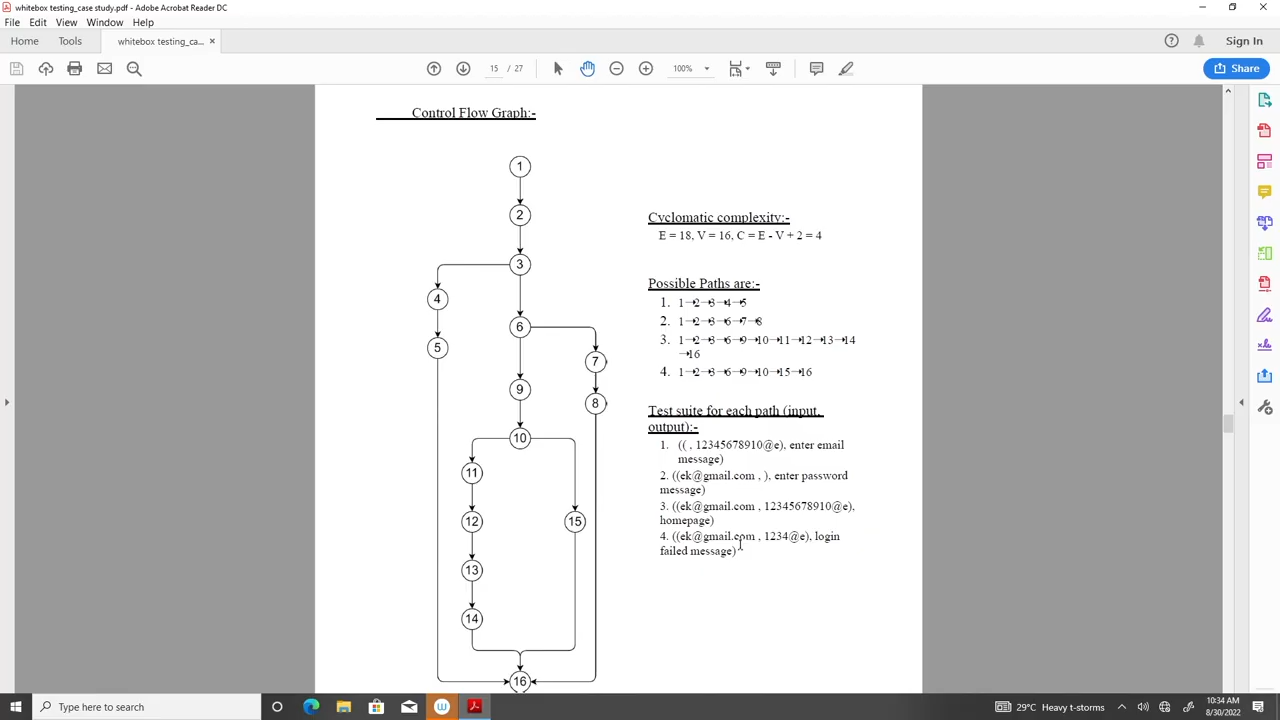 whitebox testing_case study.pdf - Adobe Acrobat Reader DC
File Edit View Window Help
Home Tools whitebox testing_ca... × Sign In
15 / 27 100% Share
Control Flow Graph:-
1
2
3
4
5
6
7
8
9
10
11
12
13
14
15
16
Cyclomatic complexity:-
E = 18, V = 16, C = E - V + 2 = 4
Possible Paths are:-
1. 1→2→3→4→5
2. 1→2→3→6→7→8
3. 1→2→3→6→9→10→11→12→13→14
→16
4. 1→2→3→6→9→10→15→16
Test suite for each path (input,
output):-
1. (( , 12345678910@e), enter email
message)
2. ((ek@gmail.com , ), enter password
message)
3. ((ek@gmail.com , 12345678910@e),
homepage)
4. ((ek@gmail.com , 1234@e), login
failed message)
Type here to search
29°C Heavy t-storms
10:34 AM
8/30/2022